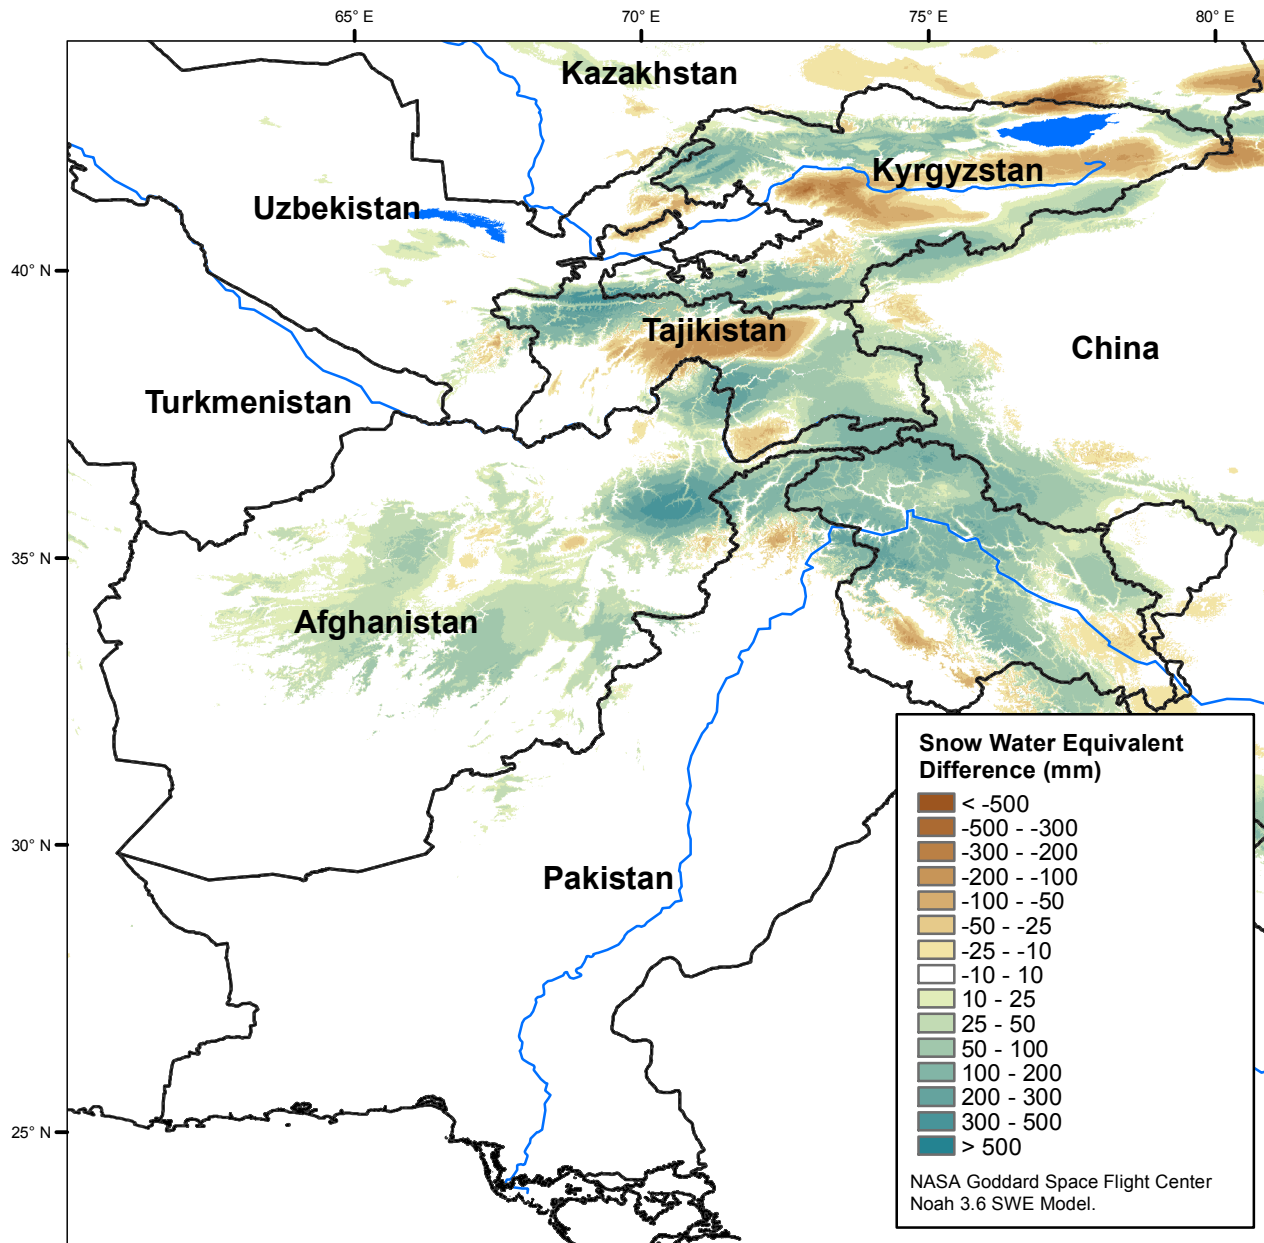 65° E
70° E
75° E
80° E
Kazakhstan
Kyrgyzstan
Uzbekistan
40° N
Tajikistan
China
Turkmenistan
35° N
Afghanistan
Snow Water Equivalent
Difference (mm)
< -500
-500 - -300
-300 - -200
-200 - -100
-100 - -50
-50 - -25
-25 - -10
-10 - 10
10 - 25
25 - 50
50 - 100
100 - 200
200 - 300
300 - 500
> 500
30° N
Pakistan
25° N
NASA Goddard Space Flight Center
Noah 3.6 SWE Model.